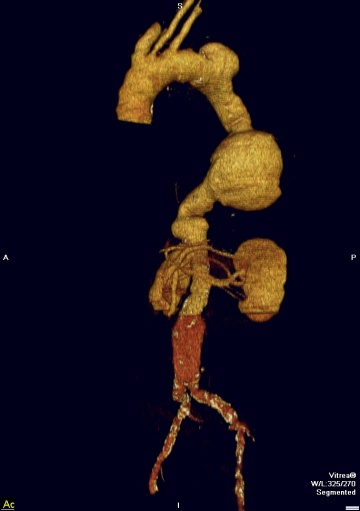 S
A
P
Vitrea®
W/L:325/270
Segmented
Ac
I